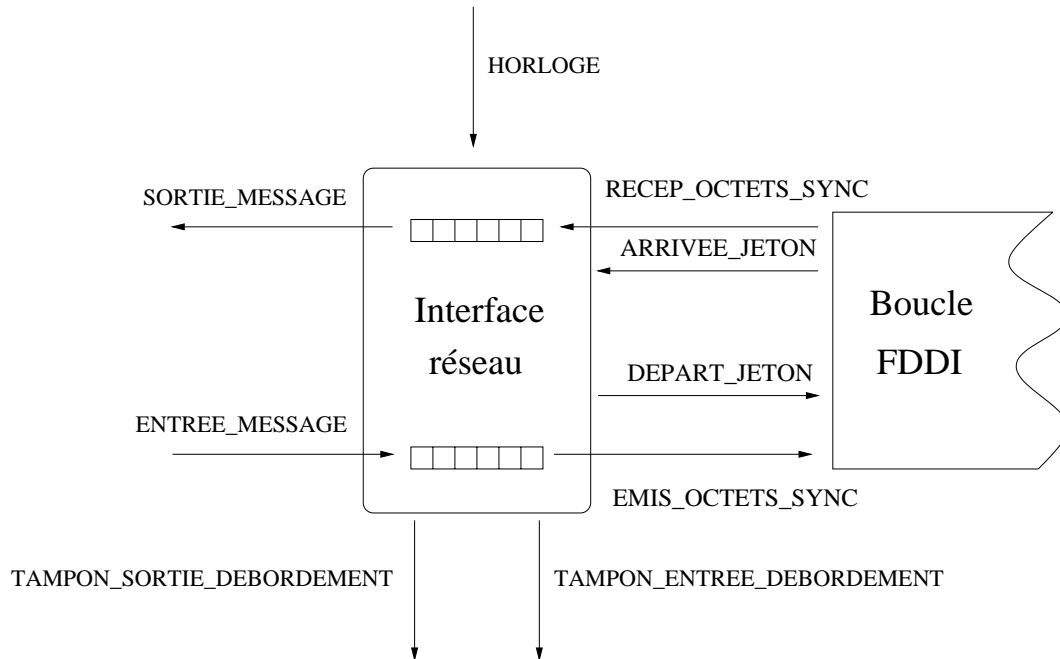 HORLOGE
SORTIE_MESSAGE
RECEP_OCTETS_SYNC
ARRIVEE_JETON
Interface
réseau
Boucle
FDDI
DEPART_JETON
ENTREE_MESSAGE
EMIS_OCTETS_SYNC
TAMPON_SORTIE_DEBORDEMENT
TAMPON_ENTREE_DEBORDEMENT